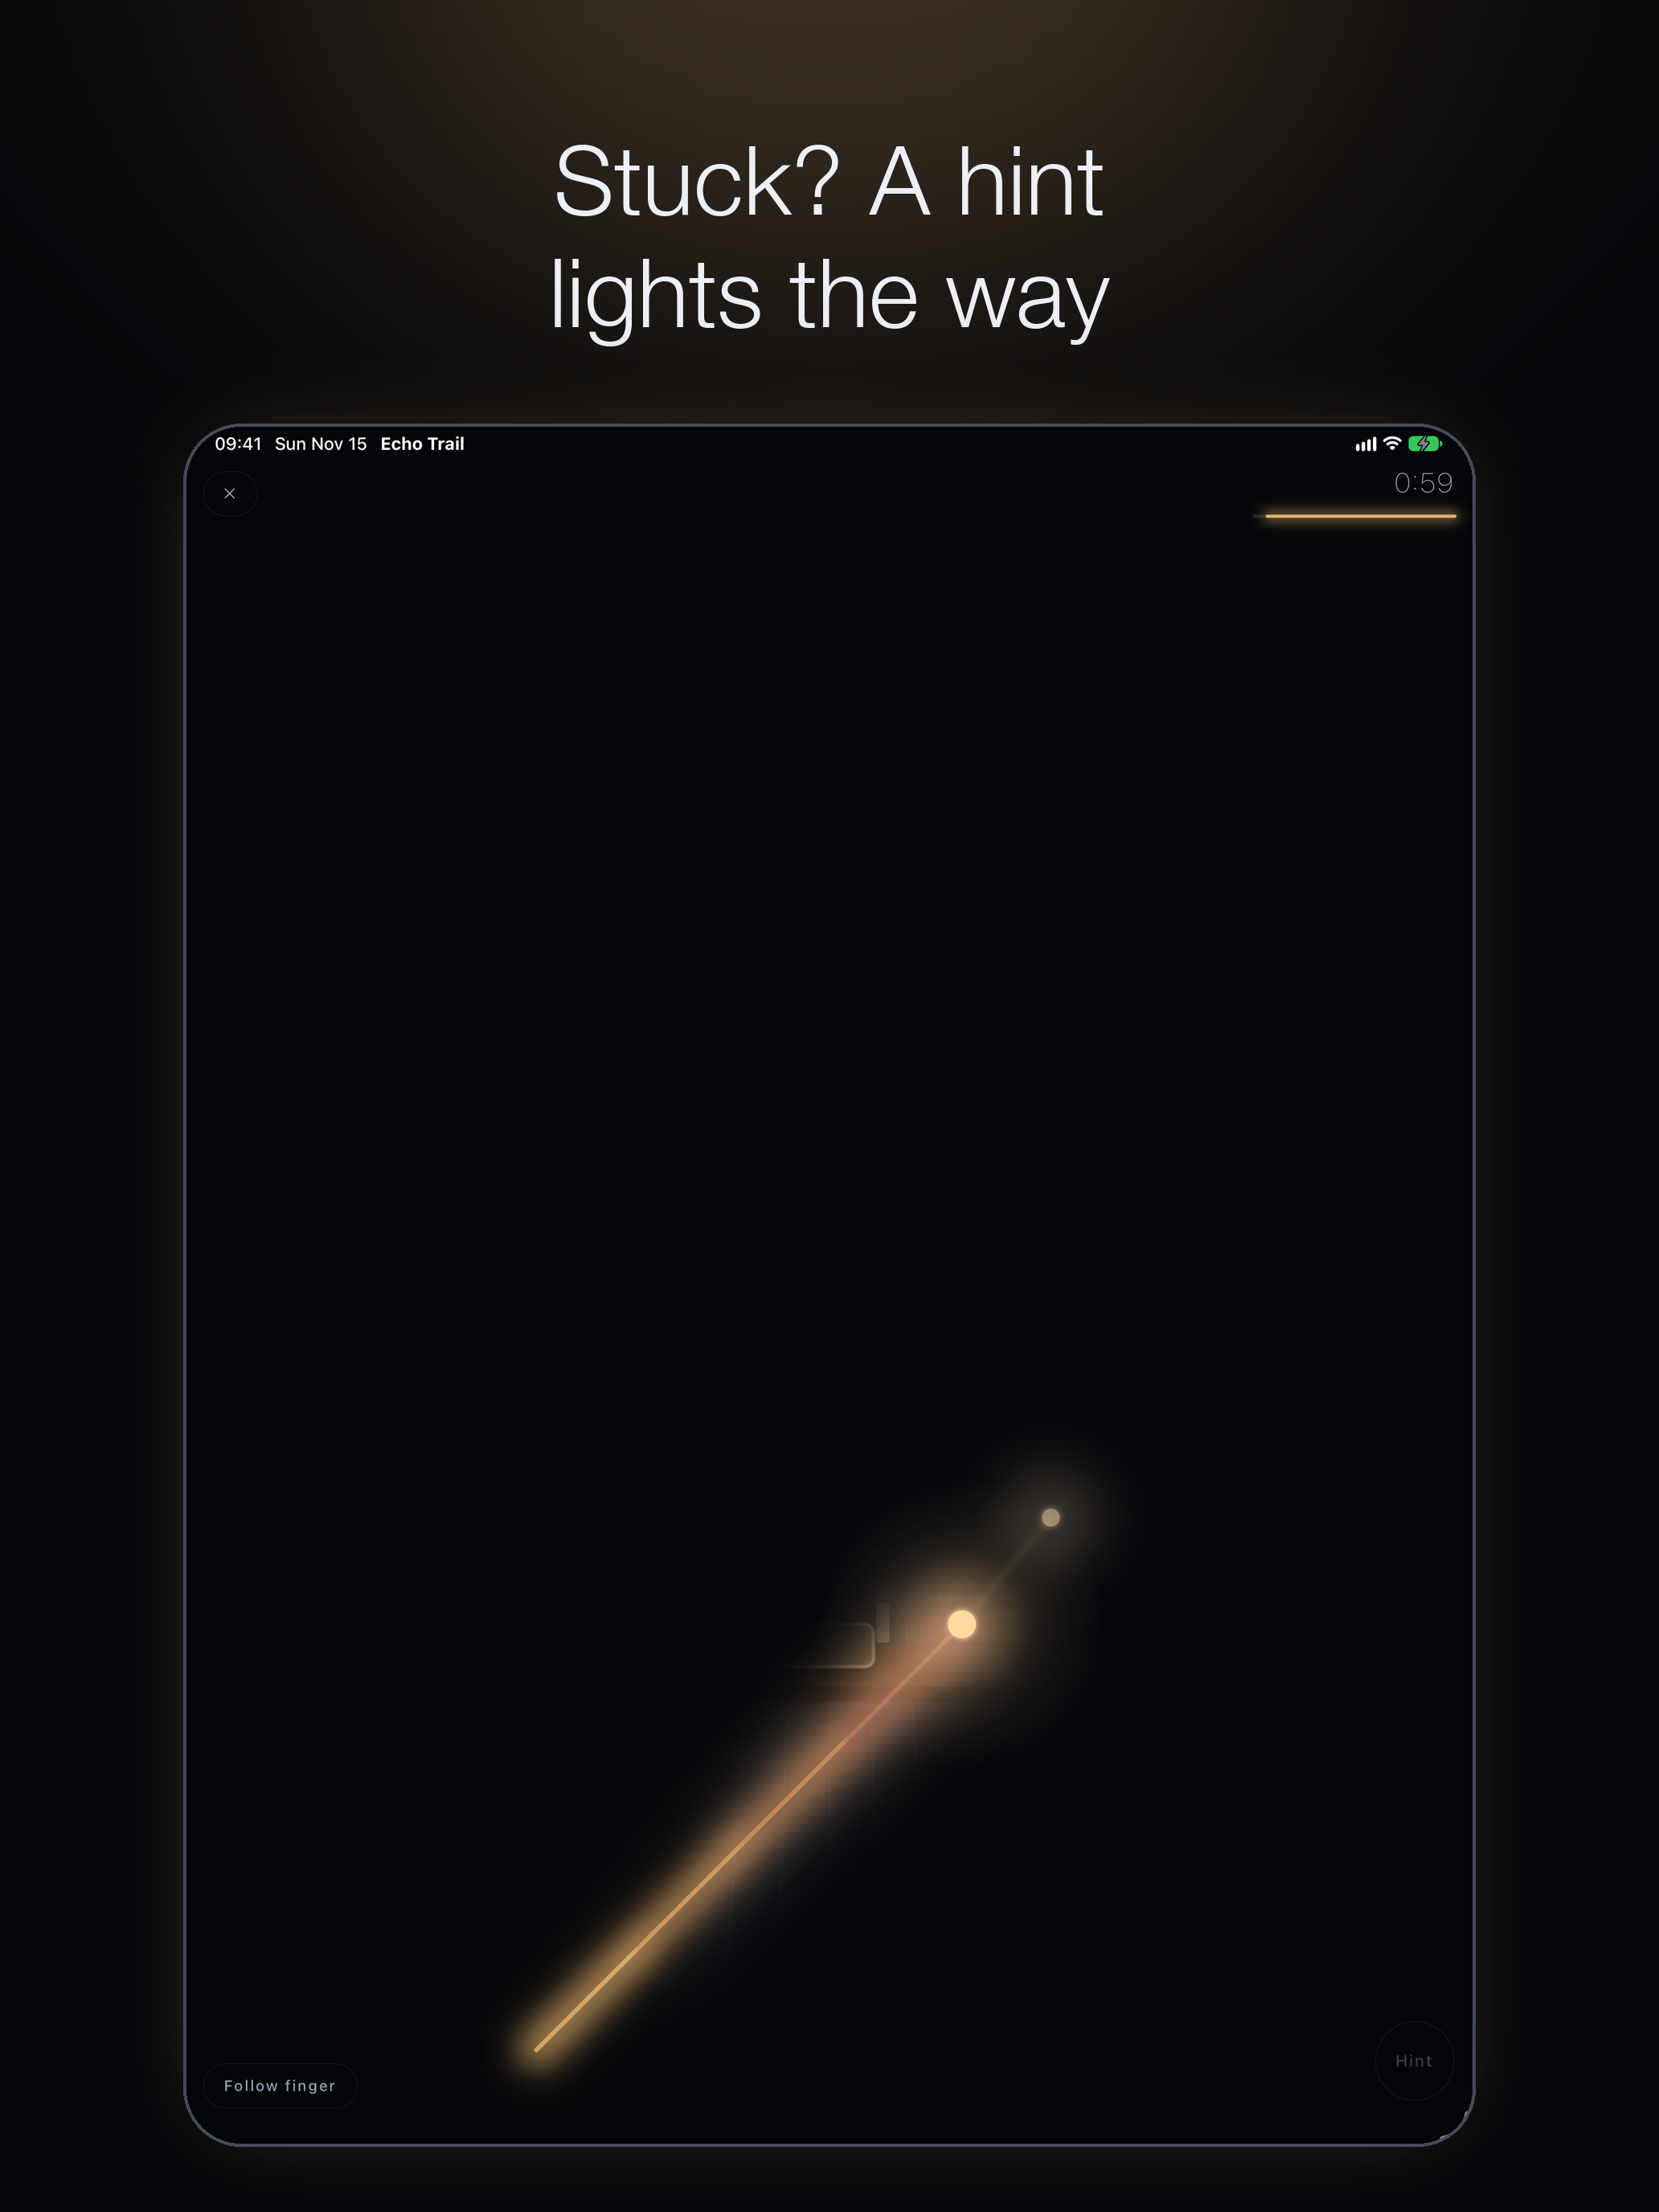 Stuck? A hint
lights the way
09:41 Sun Nov 15 Echo Trail
0:59
Hint
Follow finger